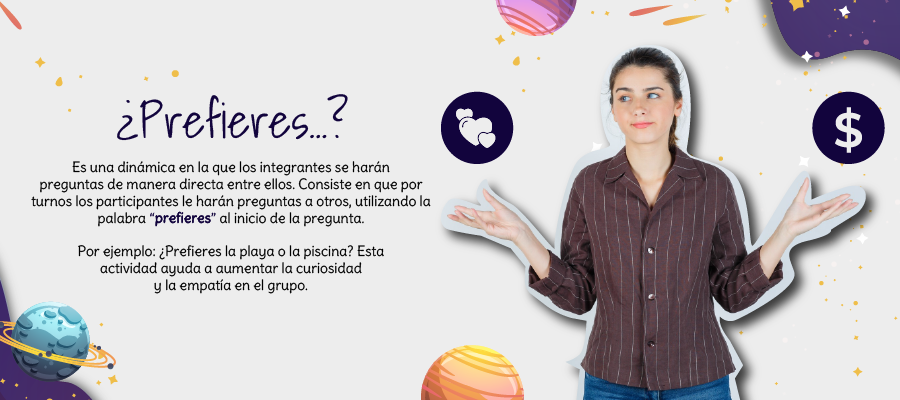 ¿Prefieres...?
Es una dinámica en la que los integrantes se harán
preguntas de manera directa entre ellos. Consiste en que por
turnos los participantes le harán preguntas a otros, utilizando la
palabra “prefieres” al inicio de la pregunta.
Por ejemplo: ¿Prefieres la playa o la piscina? Esta
actividad ayuda a aumentar la curiosidad
y la empatía en el grupo.
$